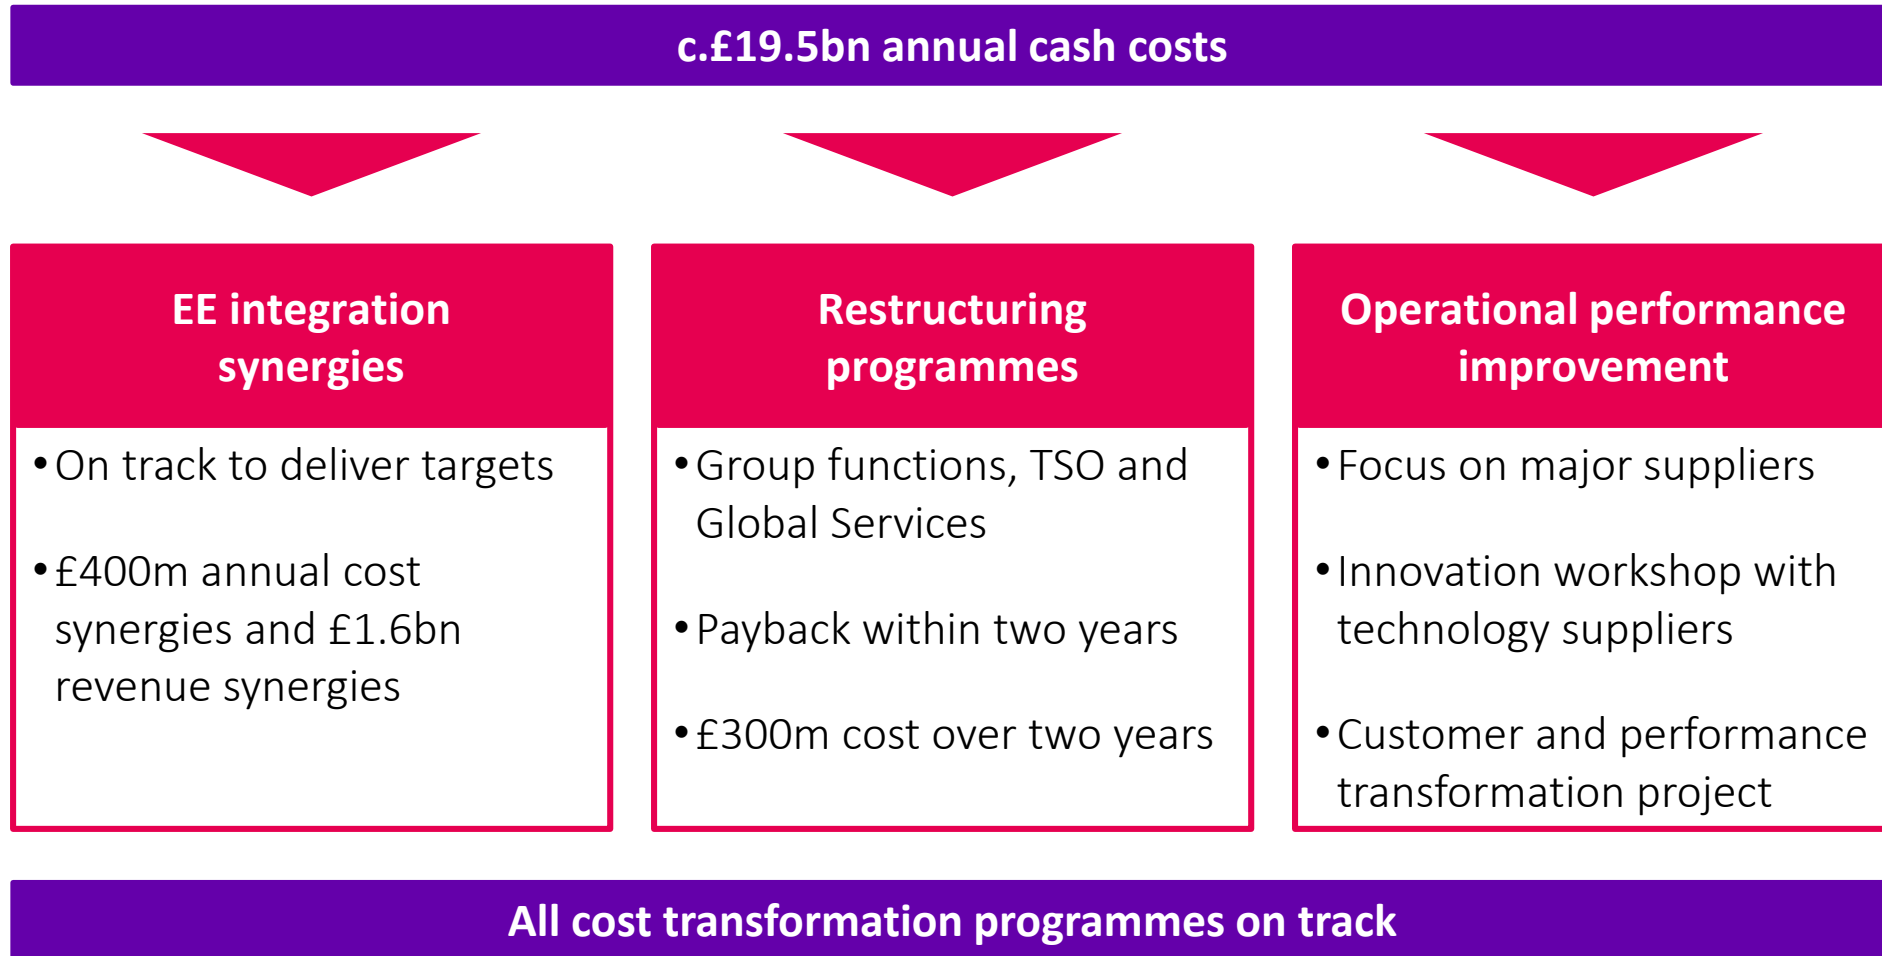 c.£19.5bn annual cash costs
EE integration
synergies
• On track to deliver targets
• £400m annual cost
synergies and £1.6bn
revenue synergies
Restructuring
programmes
• Group functions, TSO and
Global Services
• Payback within two years
• £300m cost over two years
Operational performance
improvement
• Focus on major suppliers
• Innovation workshop with
technology suppliers
• Customer and performance
transformation project
All cost transformation programmes on track